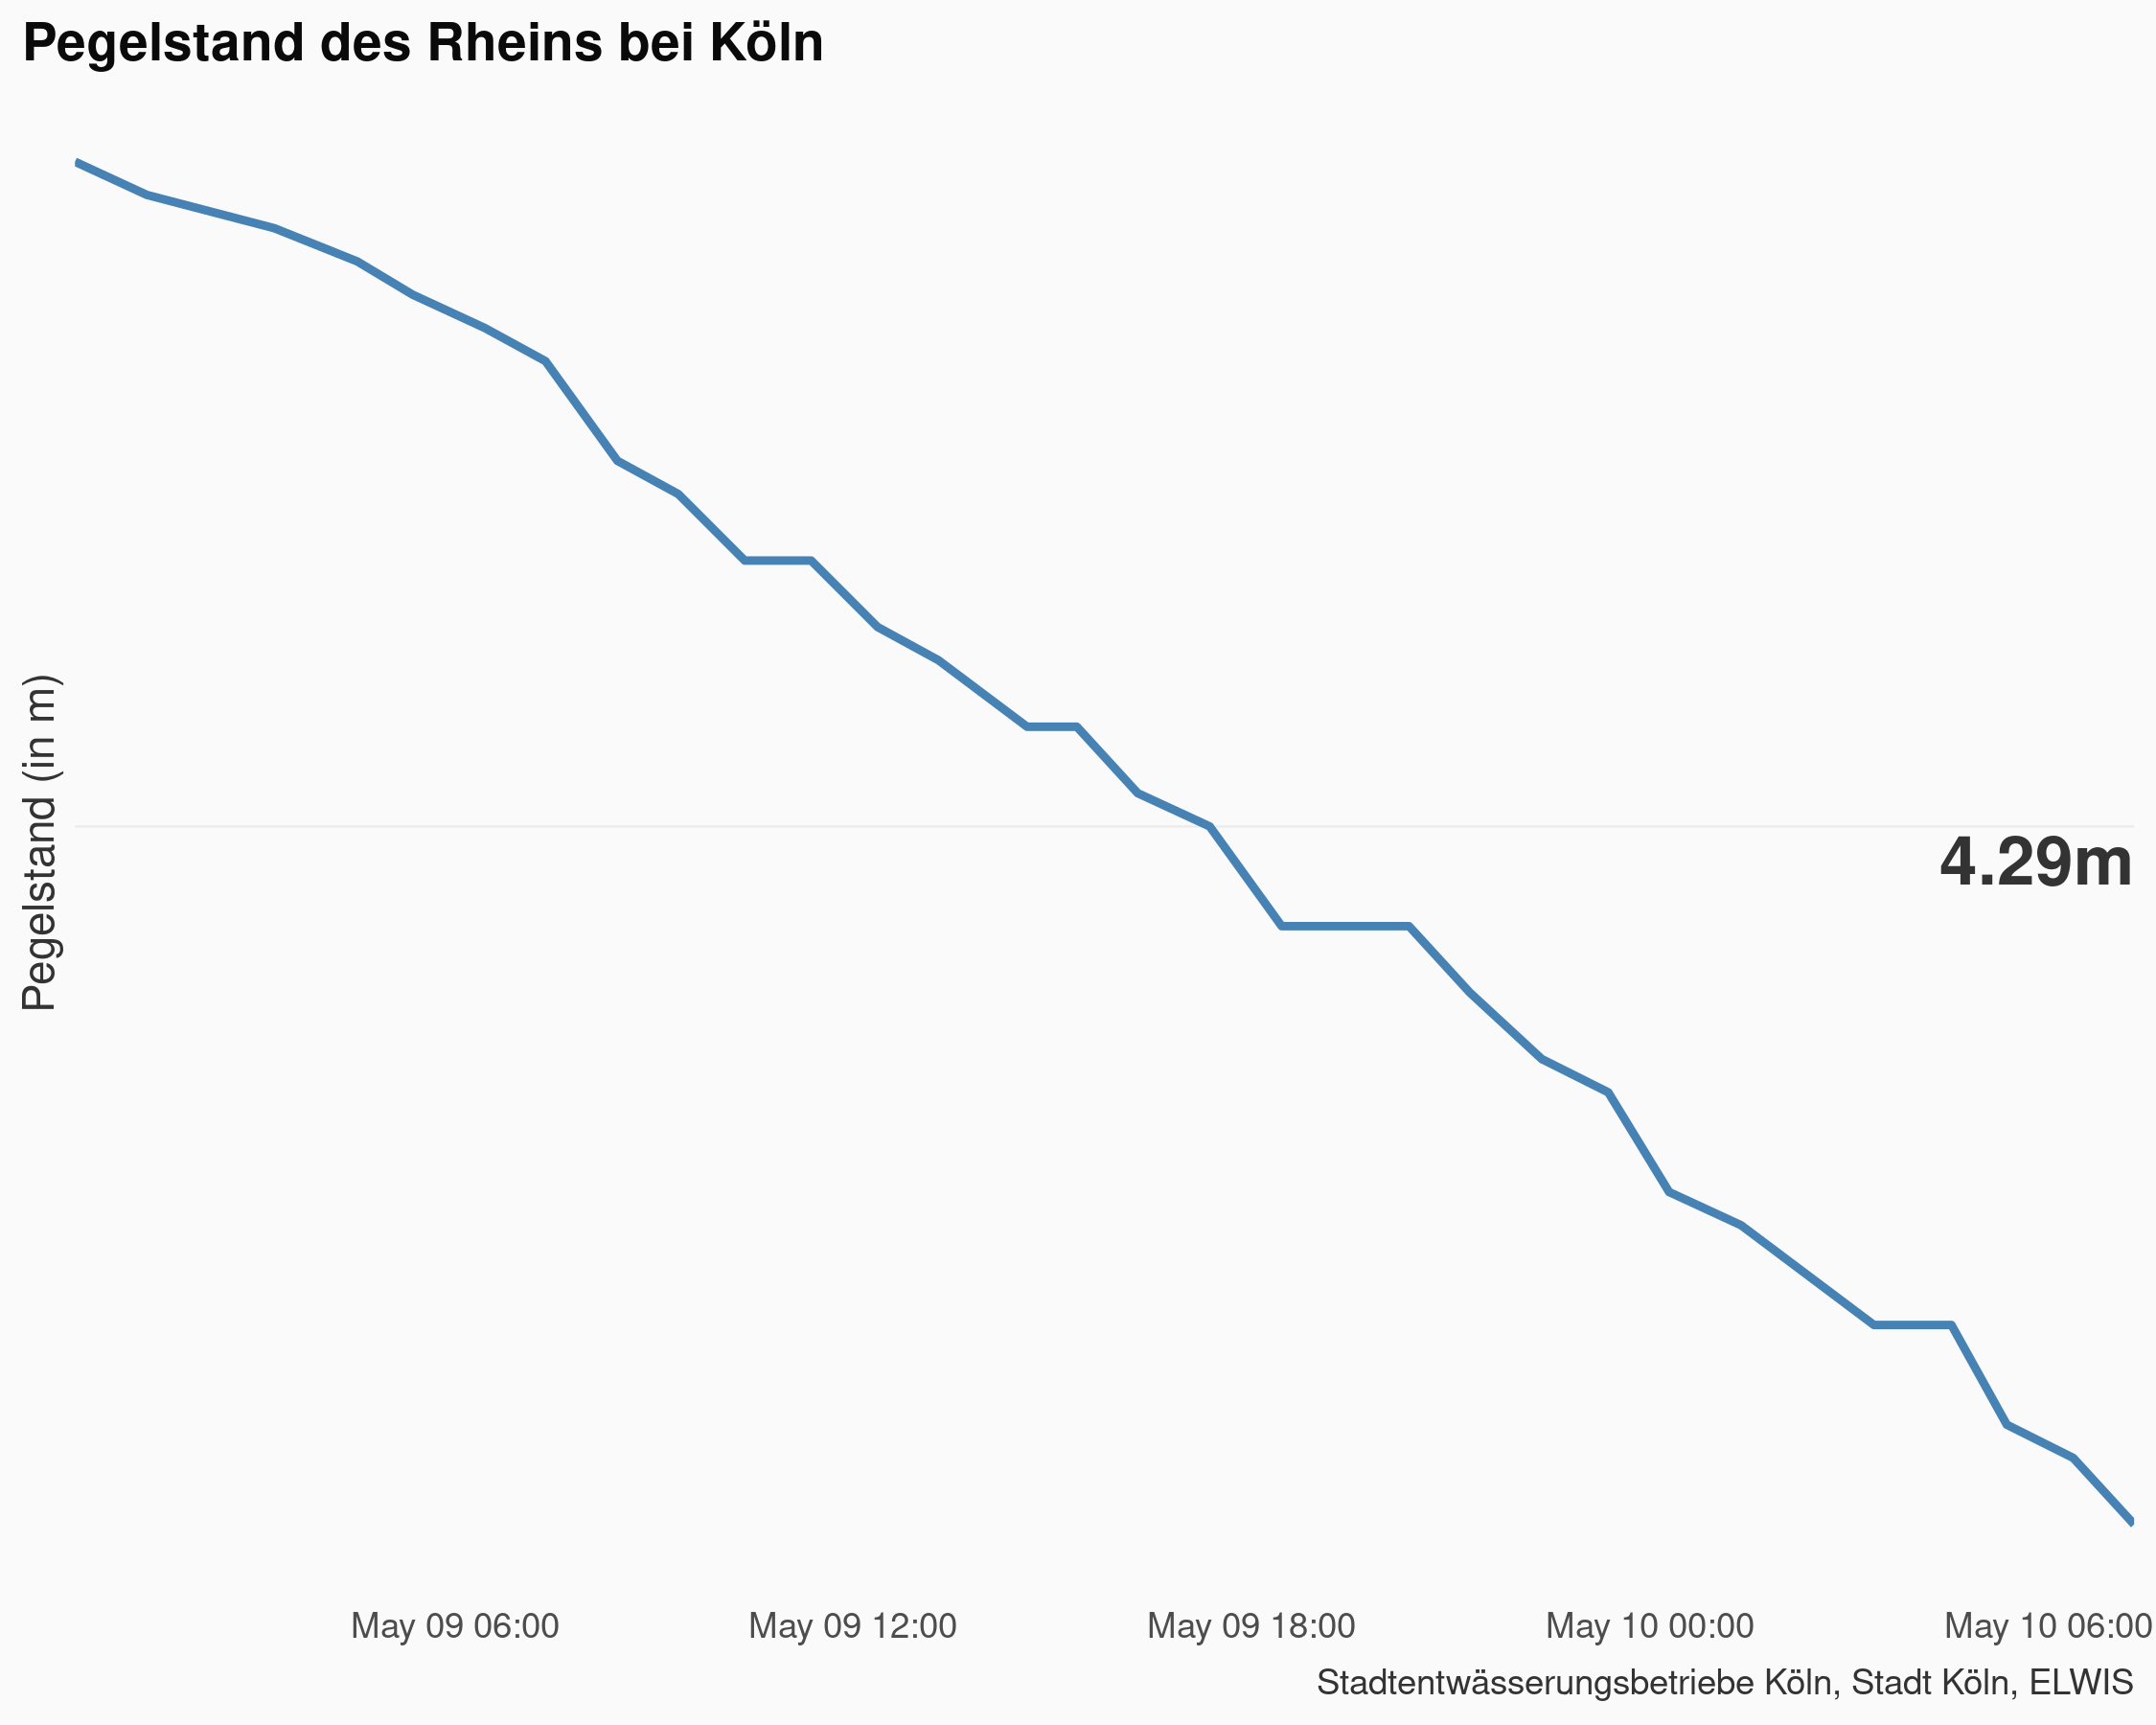 Pegelstand des Rheins bei Köln
Pegelstand (in m)
4.29m
May 09 06:00 May 09 12:00 May 09 18:00 May 10 00:00 May 10 06:00
Stadtentwässerungsbetriebe Köln, Stadt Köln, ELWIS